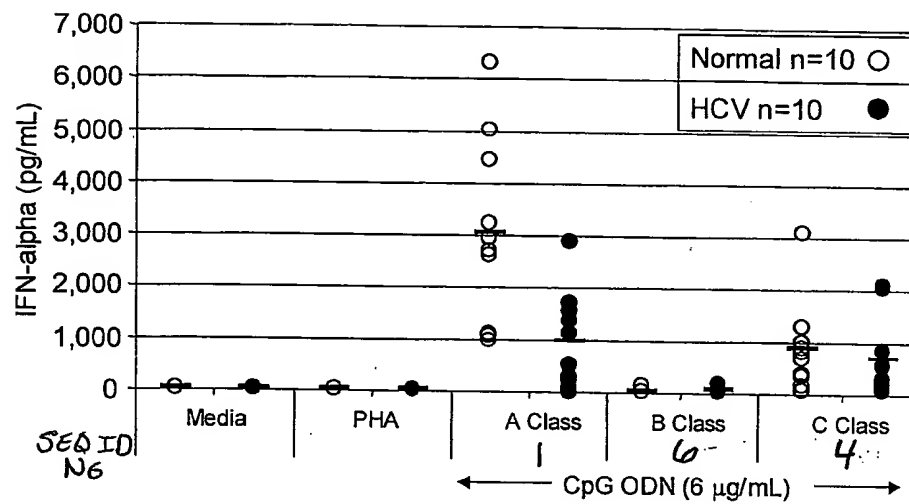 7,000
6,000
5,000
4,000
3,000
2,000
1,000
0
IFN-alpha (pg/mL)
Normal n=10
HCV n=10
Media PHA A Class B Class C Class
SEQ ID 1 6 4
NO
CpG ODN (6 µg/mL)